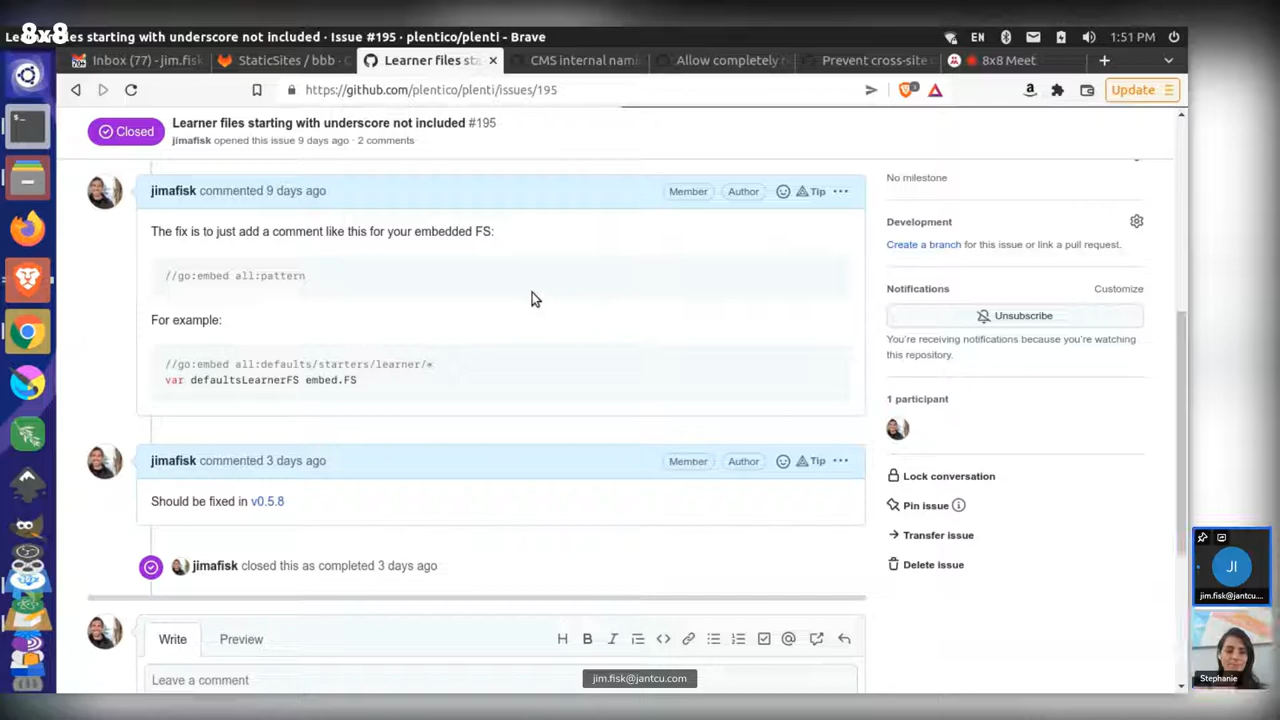 8x8
Learner files starting with underscore not included · Issue #195 · plentico/plenti - Brave
EN
1:51 PM
Inbox (77) - jim.fisk
StaticSites / bbb · C
Learner files sta
CMS internal nami
Allow completely r
Prevent cross-site
8x8 Meet
https://github.com/plentico/plenti/issues/195
Update
Closed
Learner files starting with underscore not included #195
jimafisk opened this issue 9 days ago · 2 comments
jimafisk commented 9 days ago
Member
Author
Tip
The fix is to just add a comment like this for your embedded FS:
//go:embed all:pattern
For example:
//go:embed all:defaults/starters/learner/*
var defaultsLearnerFS embed.FS
jimafisk commented 3 days ago
Member
Author
Tip
Should be fixed in v0.5.8
jimafisk closed this as completed 3 days ago
Write
Preview
H B I
Leave a comment
No milestone
Development
Create a branch for this issue or link a pull request.
Notifications
Customize
Unsubscribe
You're receiving notifications because you're watching
this repository.
1 participant
Lock conversation
Pin issue
Transfer issue
Delete issue
jim.fisk@jantcu.com
JI
jim.fisk@jantcu....
Stephanie